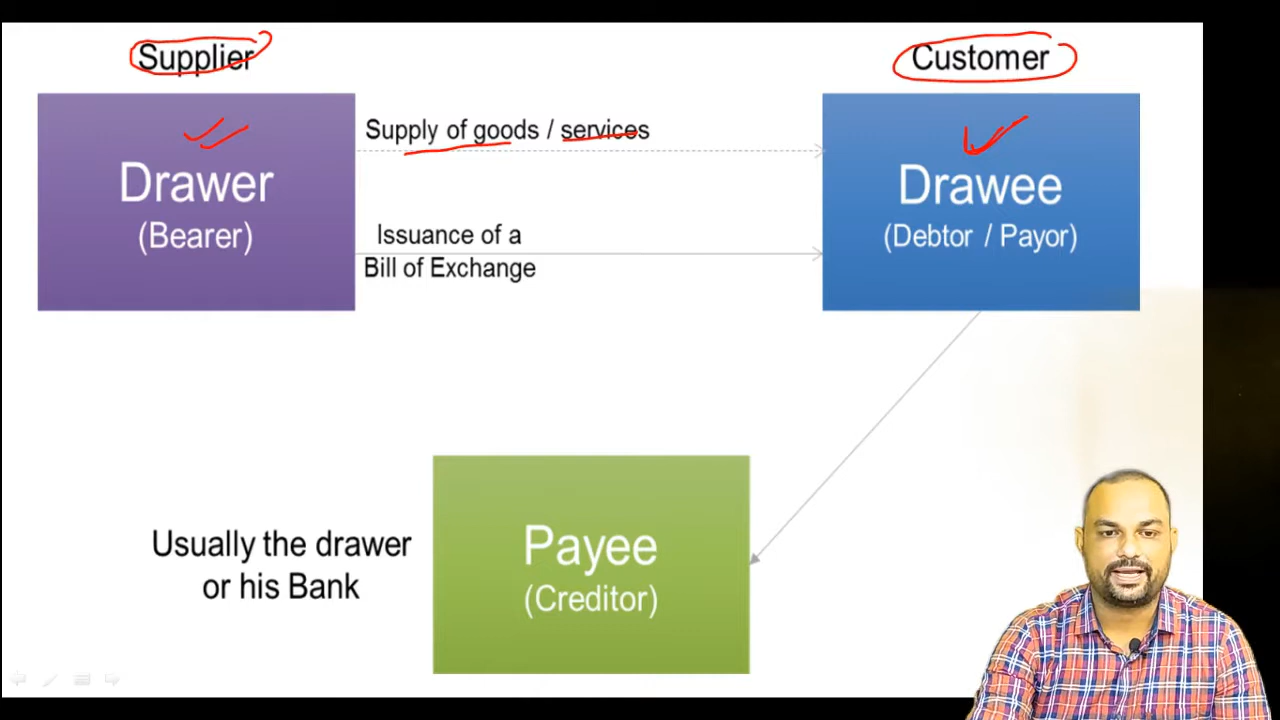 Supplier
Customer
Supply of goods / services
Drawer
(Bearer)
Drawee
(Debtor / Payor)
Issuance of a
Bill of Exchange
Usually the drawer
or his Bank
Payee
(Creditor)